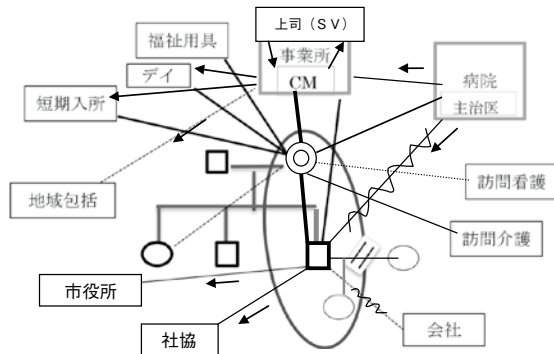 上司（SV）
福祉用具
事業所
デイ
CM
病院
短期入所
主治医
訪問看護
地域包括
訪問介護
市役所
社協
会社